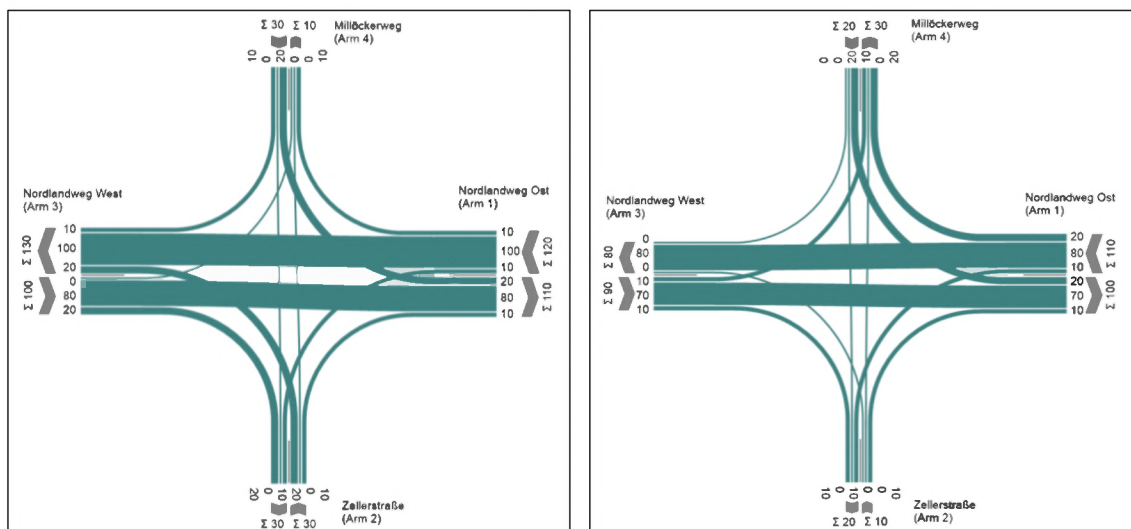 Σ 30 Σ 10
Millöckerweg
(Arm 4)
10 0 20 0 0 10
Nordlandweg West
(Arm 3)
Nordlandweg Ost
(Arm 1)
Σ 130
10
100
20
Σ 100
0
80
20
10
100
10
Σ 120
20
80
10
Σ 110
20 0 10 20 0 10
Σ 30 Σ 30
Zellerstraße
(Arm 2)
Σ 20 Σ 30
Millöckerweg
(Arm 4)
0 0 20 10 0 20
Nordlandweg West
(Arm 3)
Nordlandweg Ost
(Arm 1)
Σ 80
0
80
0
Σ 90
10
70
10
20
80
10
Σ 110
20
70
10
Σ 100
10 0 10 0 0 10
Σ 20 Σ 10
Zellerstraße
(Arm 2)